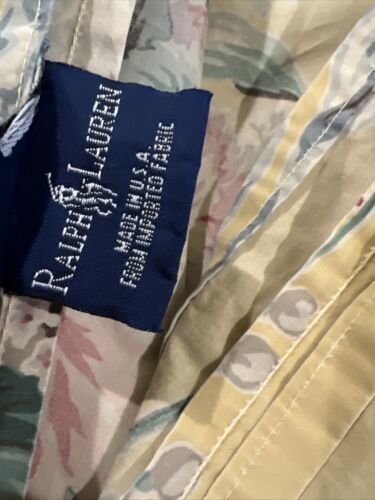 RALPH LAUREN
MADE IN U.S.A.
FROM IMPORTED FABRIC